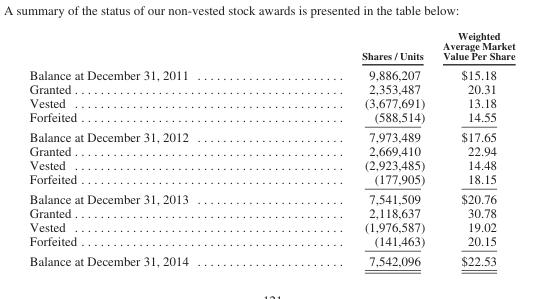 A summary of the status of our non-vested stock awards is presented in the table below:
Weighted
Average Market
Shares / Units Value Per Share
Balance at December 31, 2011 ....................... 9,886,207 $15.18
Granted ........................................... 2,353,487 20.31
Vested ............................................ (3,677,691) 13.18
Forfeited ......................................... (588,514) 14.55
Balance at December 31, 2012 ....................... 7,973,489 $17.65
Granted ........................................... 2,669,410 22.94
Vested ............................................ (2,923,485) 14.48
Forfeited ......................................... (177,905) 18.15
Balance at December 31, 2013 ....................... 7,541,509 $20.76
Granted ........................................... 2,118,637 30.78
Vested ............................................ (1,976,587) 19.02
Forfeited ......................................... (141,463) 20.15
Balance at December 31, 2014 ....................... 7,542,096 $22.53